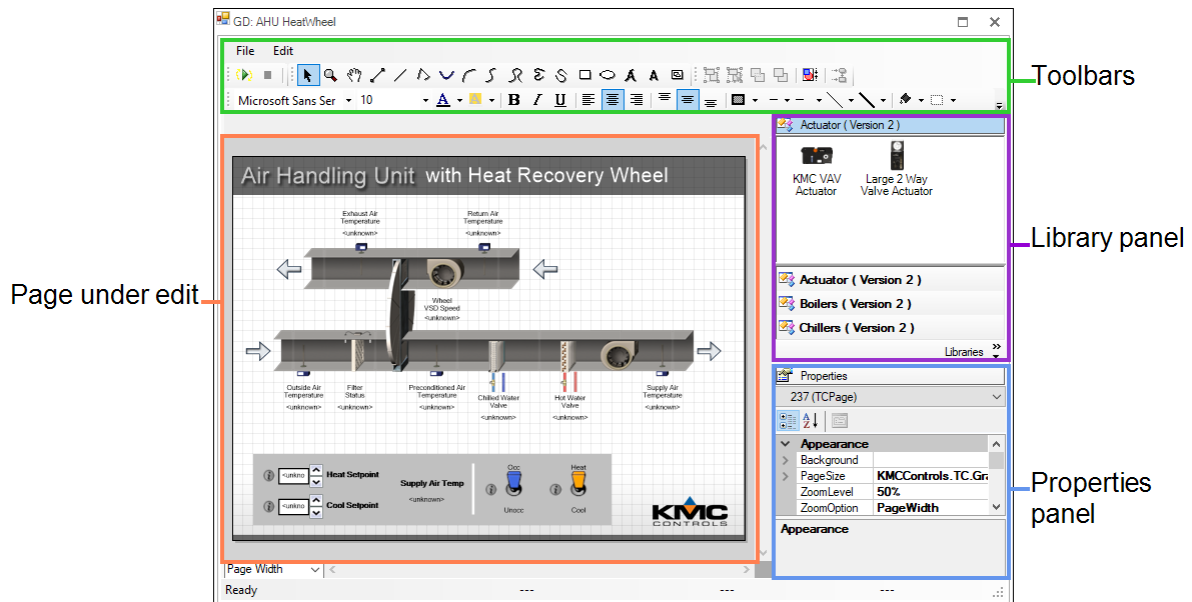 GD: AHU HeatWheel
File Edit
Microsoft Sans Ser 10 A B I U
Toolbars
Actuator ( Version 2 )
KMC VAV Actuator
Large 2 Way Valve Actuator
Library panel
Actuator ( Version 2 )
Boilers ( Version 2 )
Chillers ( Version 2 )
Libraries
Page under edit
Air Handling Unit with Heat Recovery Wheel
Exhaust Air Temperature
<unknown>
Return Air Temperature
<unknown>
Wheel VSD Speed
<unknown>
Outside Air Temperature
<unknown>
Filter Status
<unknown>
Preconditioned Air Temperature
<unknown>
Chilled Water Valve
<unknown>
Hot Water Valve
<unknown>
Supply Air Temperature
<unknown>
<unkno Heat Setpoint
<unkno Cool Setpoint
Supply Air Temp
<unknown>
Occ
Unocc
Heat
Cool
KMC
CONTROLS
Properties
237 (TCPage)
Appearance
Background
PageSize KMCControls.TC.Gra
ZoomLevel 50%
ZoomOption PageWidth
Appearance
Properties panel
Page Width
Ready --- --- ---